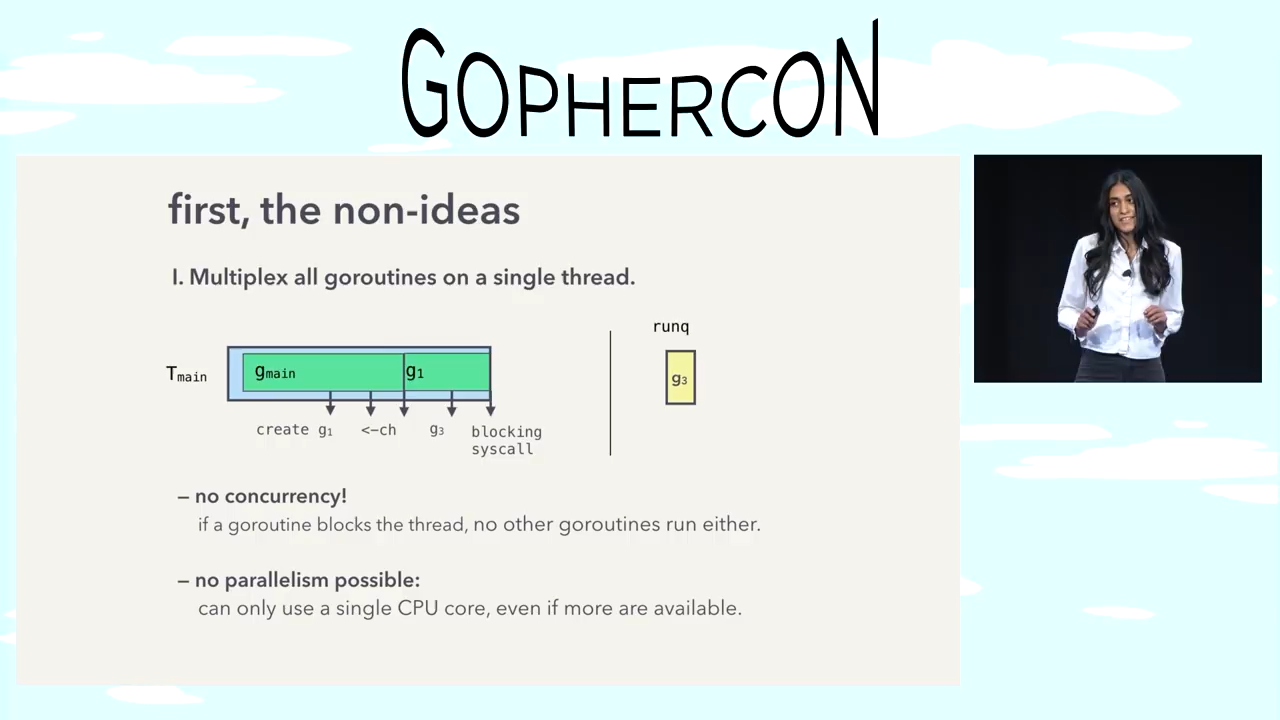 GOPHERCON
first, the non-ideas
I. Multiplex all goroutines on a single thread.
runq
Tmain
gmain
g1
g3
create g1
<-ch
g3
blocking
syscall
– no concurrency!
if a goroutine blocks the thread, no other goroutines run either.
– no parallelism possible:
can only use a single CPU core, even if more are available.